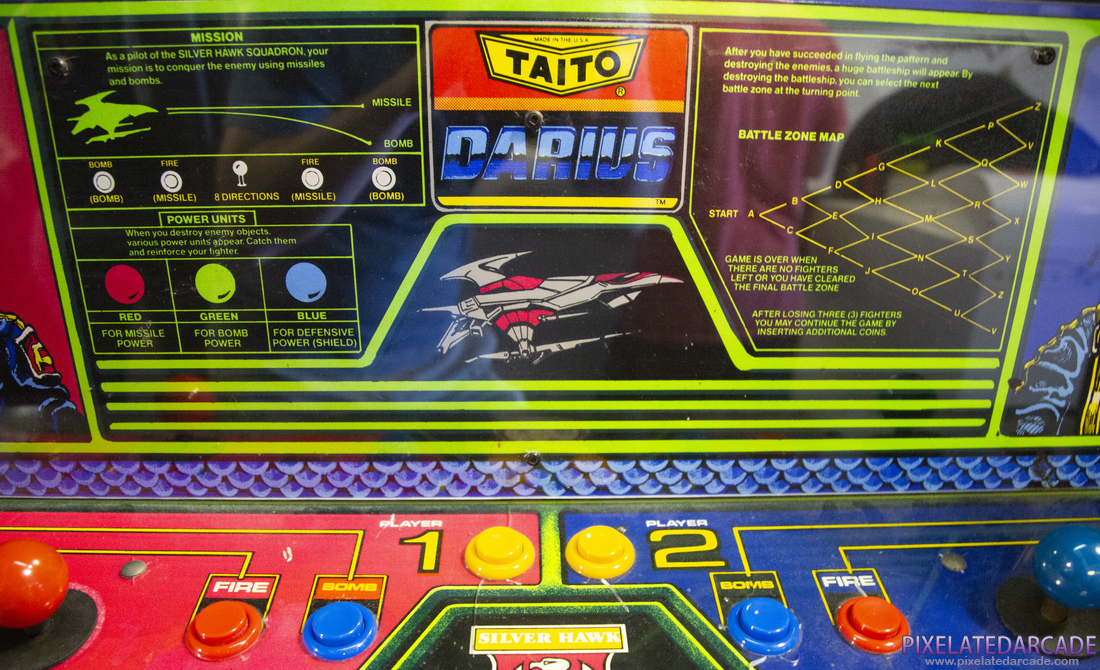 MISSION
As a pilot of the SILVER HAWK SQUADRON, your
mission is to conquer the enemy using missiles
and bombs.
MISSILE
BOMB
BOMB
FIRE
FIRE
BOMB
(BOMB)
(MISSILE)
8 DIRECTIONS
(MISSILE)
(BOMB)
POWER UNITS
When you destroy enemy objects.
various power units appear. Catch them
and reinforce your fighter.
RED
GREEN
BLUE
FOR MISSILE
POWER
FOR BOMB
POWER
FOR DEFENSIVE
POWER (SHIELD)
MADE IN THE U.S.A
TAITO
®
DARIUS
TM
After you have succeeded in flying the pattern and
destroying the enemies, a huge battleship will appear. By
destroying the battleship, you can select the next
battle zone at the turning point.
BATTLE ZONE MAP
START A
B
C
D
E
F
G
H
I
J
K
L
M
N
O
P
Q
R
S
T
U
Z
V
W
X
Y
Z
V
GAME IS OVER WHEN
THERE ARE NO FIGHTERS
LEFT OR YOU HAVE CLEARED
THE FINAL BATTLE ZONE
AFTER LOSING THREE (3) FIGHTERS
YOU MAY CONTINUE THE GAME BY
INSERTING ADDITIONAL COINS.
PLAYER
1
PLAYER
2
FIRE
BOMB
BOMB
FIRE
SILVER HAWK
PIXELATEDARCADE
www.pixelatedarcade.com